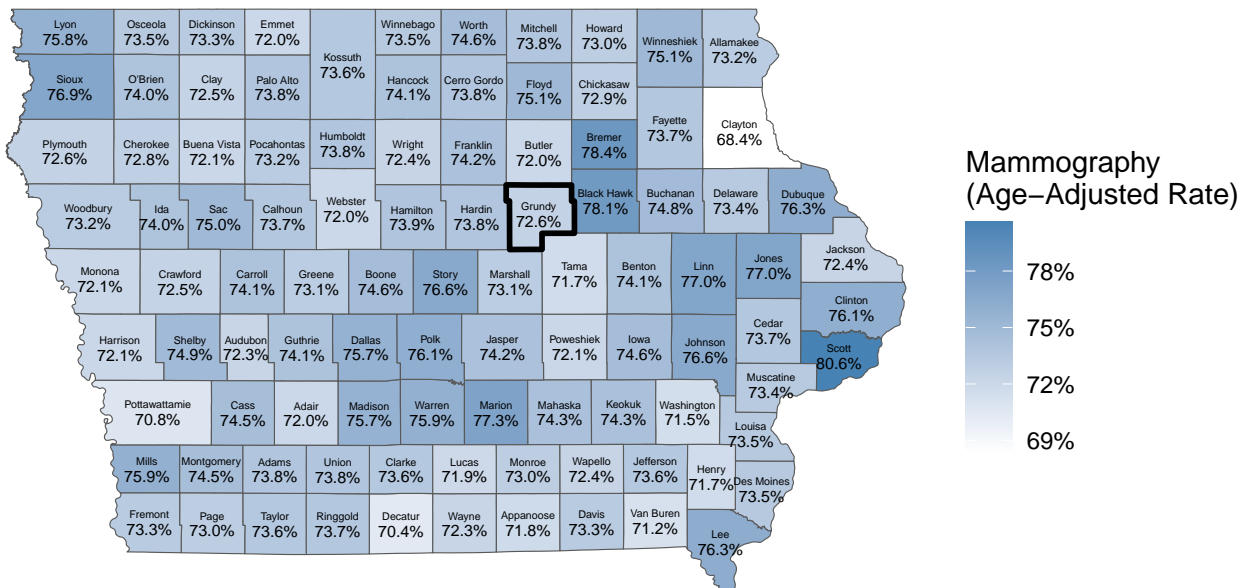 Lyon
75.8%
Osceola
73.5%
Dickinson
73.3%
Emmet
72.0%
Kossuth
73.6%
Winnebago
73.5%
Worth
74.6%
Mitchell
73.8%
Howard
73.0%
Winneshiek
75.1%
Allamakee
73.2%
Sioux
76.9%
O'Brien
74.0%
Clay
72.5%
Palo Alto
73.8%
Hancock
74.1%
Cerro Gordo
73.8%
Floyd
75.1%
Chickasaw
72.9%
Fayette
73.7%
Clayton
68.4%
Plymouth
72.6%
Cherokee
72.8%
Buena Vista
72.1%
Pocahontas
73.2%
Humboldt
73.8%
Wright
72.4%
Franklin
74.2%
Butler
72.0%
Bremer
78.4%
Woodbury
73.2%
Ida
74.0%
Sac
75.0%
Calhoun
73.7%
Webster
72.0%
Hamilton
73.9%
Hardin
73.8%
Grundy
72.6%
Black Hawk
78.1%
Buchanan
74.8%
Delaware
73.4%
Dubuque
76.3%
Monona
72.1%
Crawford
72.5%
Carroll
74.1%
Greene
73.1%
Boone
74.6%
Story
76.6%
Marshall
73.1%
Tama
71.7%
Benton
74.1%
Linn
77.0%
Jones
77.0%
Jackson
72.4%
Clinton
76.1%
Harrison
72.1%
Shelby
74.9%
Audubon
72.3%
Guthrie
74.1%
Dallas
75.7%
Polk
76.1%
Jasper
74.2%
Poweshiek
72.1%
Iowa
74.6%
Johnson
76.6%
Cedar
73.7%
Scott
80.6%
Muscatine
73.4%
Pottawattamie
70.8%
Cass
74.5%
Adair
72.0%
Madison
75.7%
Warren
75.9%
Marion
77.3%
Mahaska
74.3%
Keokuk
74.3%
Washington
71.5%
Louisa
73.5%
Mills
75.9%
Montgomery
74.5%
Adams
73.8%
Union
73.8%
Clarke
73.6%
Lucas
71.9%
Monroe
73.0%
Wapello
72.4%
Jefferson
73.6%
Henry
71.7%
Des Moines
73.5%
Fremont
73.3%
Page
73.0%
Taylor
73.6%
Ringgold
73.7%
Decatur
70.4%
Wayne
72.3%
Appanoose
71.8%
Davis
73.3%
Van Buren
71.2%
Lee
76.3%
Mammography
(Age−Adjusted Rate)
78%
75%
72%
69%